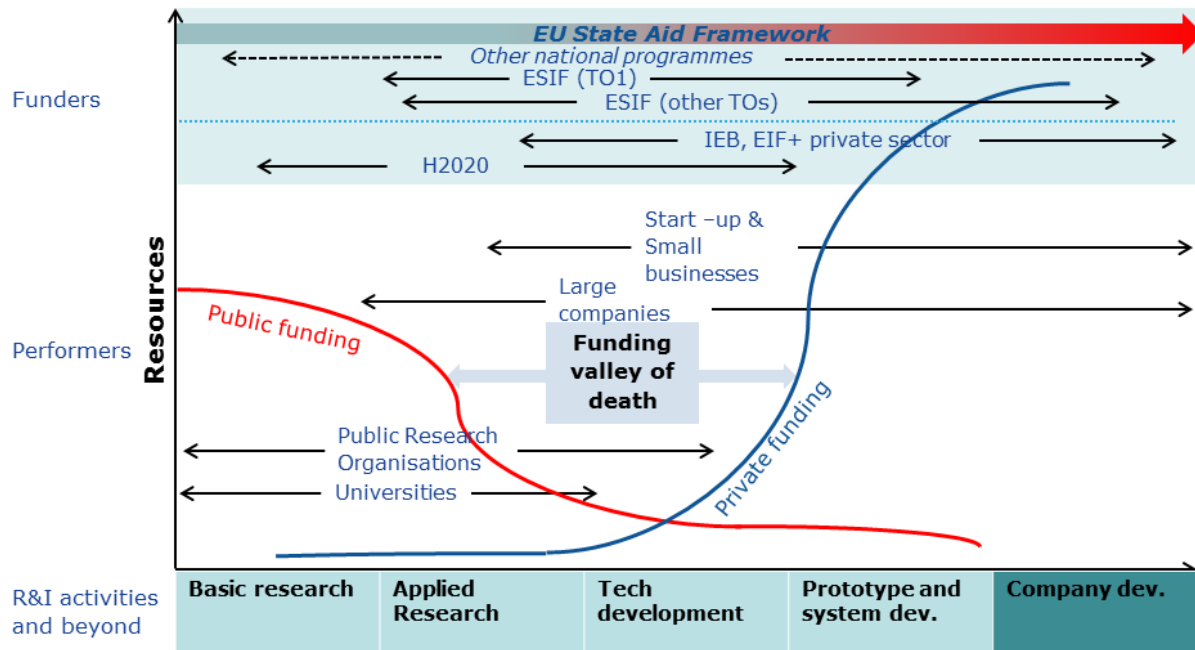 EU State Aid Framework
Other national programmes
ESIF (TO1)
Funders
ESIF (other TOs)
IEB, EIF+ private sector
H2020
Start –up &
Small
businesses
Large
companies
Public funding
Resources
Performers
Funding
valley of
death
Private funding
Public Research
Organisations
Universities
R&I activities
and beyond
Basic research
Applied
Research
Tech
development
Prototype and
system dev.
Company dev.